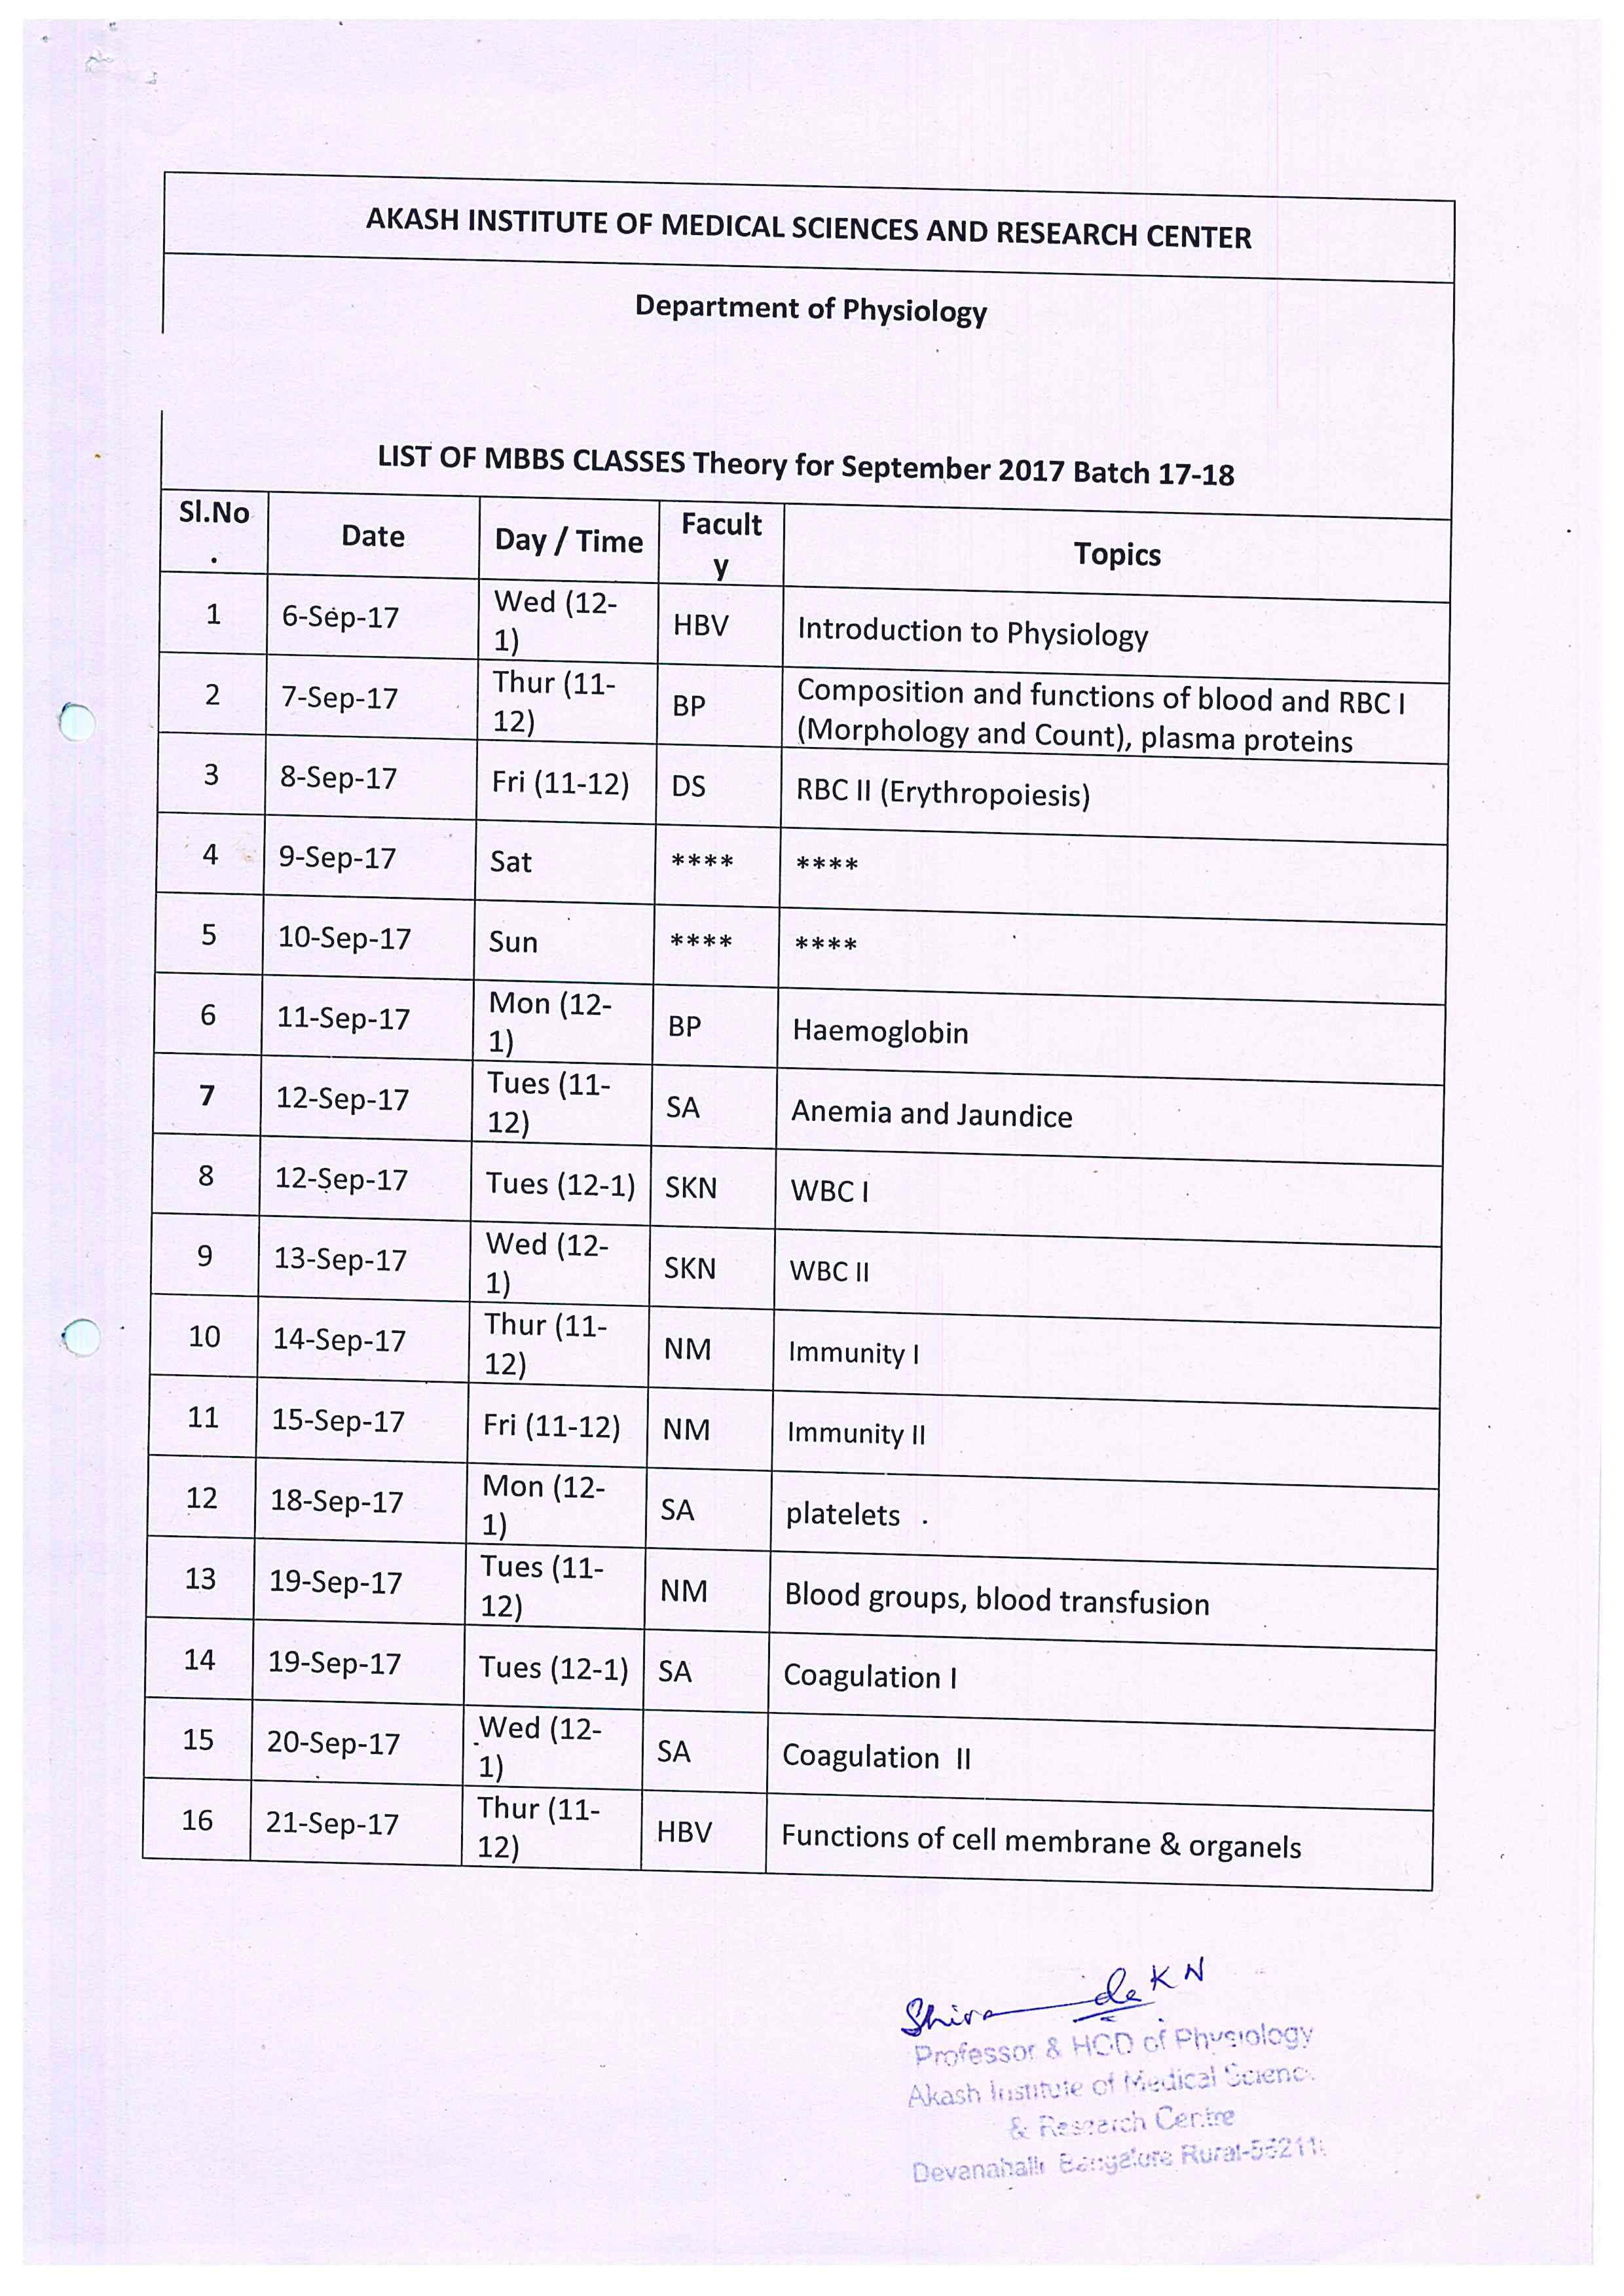 AKASH INSTITUTE OF MEDICAL SCIENCES AND RESEARCH CENTER
Department of Physiology
LIST OF MBBS CLASSES Theory for September 2017 Batch 17-18
Sl.No. Date Day / Time Faculty Topics
1 6-Sep-17 Wed (12-1) HBV Introduction to Physiology
2 7-Sep-17 Thur (11-12) BP Composition and functions of blood and RBC I
(Morphology and Count), plasma proteins
3 8-Sep-17 Fri (11-12) DS RBC II (Erythropoiesis)
4 9-Sep-17 Sat **** ****
5 10-Sep-17 Sun **** ****
6 11-Sep-17 Mon (12-1) BP Haemoglobin
7 12-Sep-17 Tues (11-12) SA Anemia and Jaundice
8 12-Sep-17 Tues (12-1) SKN WBC I
9 13-Sep-17 Wed (12-1) SKN WBC II
10 14-Sep-17 Thur (11-12) NM Immunity I
11 15-Sep-17 Fri (11-12) NM Immunity II
12 18-Sep-17 Mon (12-1) SA platelets
13 19-Sep-17 Tues (11-12) NM Blood groups, blood transfusion
14 19-Sep-17 Tues (12-1) SA Coagulation I
15 20-Sep-17 Wed (12-1) SA Coagulation II
16 21-Sep-17 Thur (11-12) HBV Functions of cell membrane & organels
K N
Professor & HOD of Physiology
Akash Institute of Medical Scienc
& Research Centre
Devanahalli Bangalore Rural-